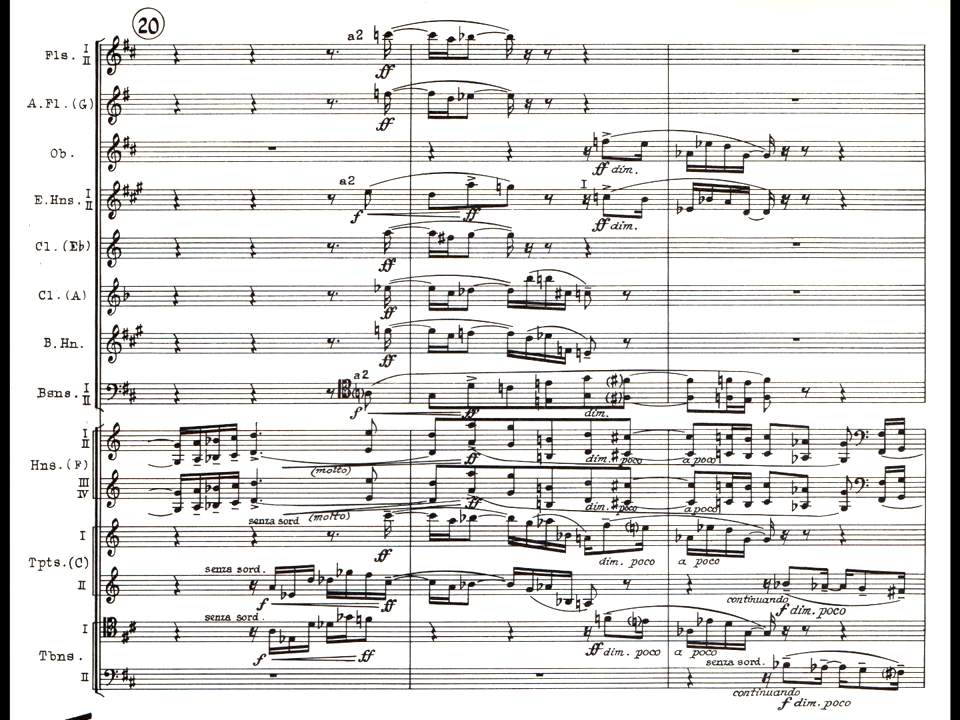 20
Fls. I II a2 ff
A.Fl.(G) ff
Ob. ff dim.
E.Hns. I II a2 f ff I ff dim.
Cl.(Eb) ff
Cl.(A) ff
B.Hn. ff
Bsns. I II a2 f ff dim.
Hns.(F) I II (molto) ff dim. poco a poco
III IV (molto) ff dim. poco a poco
Tpts.(C) I senza sord ff dim. poco a poco
II senza sord. f ff continuando f dim. poco
Tbns. I senza sord. f ff ff dim. poco a poco
II senza sord. continuando f dim. poco